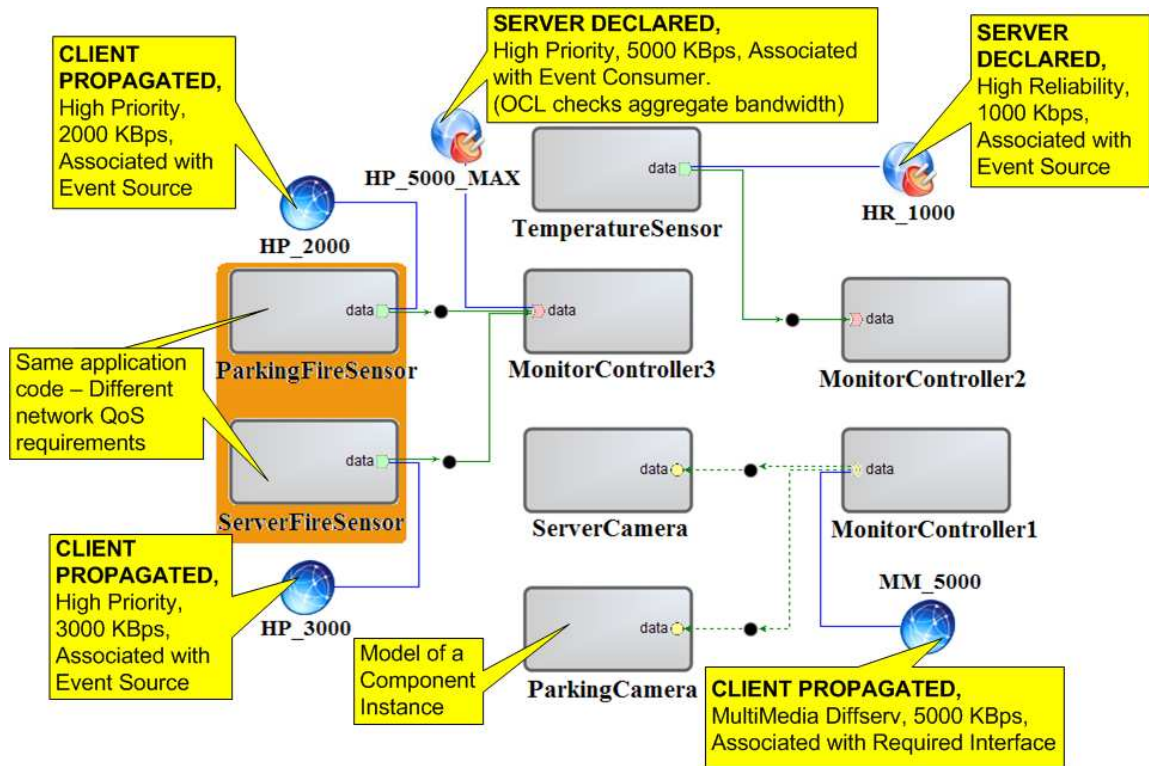 CLIENT
PROPAGATED,
High Priority,
2000 KBps,
Associated with
Event Source
SERVER DECLARED,
High Priority, 5000 KBps, Associated
with Event Consumer.
(OCL checks aggregate bandwidth)
SERVER
DECLARED,
High Reliability,
1000 Kbps,
Associated with
Event Source
HP_2000
HP_5000_MAX
data
TemperatureSensor
HR_1000
data
ParkingFireSensor
data
MonitorController3
data
MonitorController2
Same application
code – Different
network QoS
requirements
data
ServerFireSensor
data
ServerCamera
data
MonitorController1
CLIENT
PROPAGATED,
High Priority,
3000 KBps,
Associated with
Event Source
HP_3000
Model of a
Component
Instance
data
ParkingCamera
MM_5000
CLIENT PROPAGATED,
MultiMedia Diffserv, 5000 KBps,
Associated with Required Interface